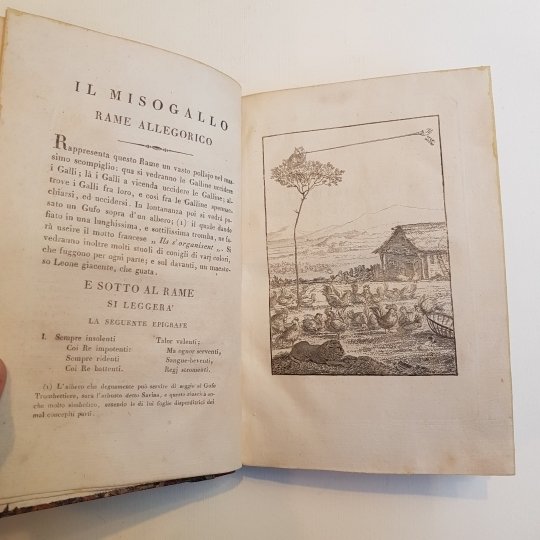 IL MISOGALLO
RAME ALLEGORICO
Rappresenta questo Rame un vasto pollajo nel mas-
simo scompiglio: qua si vedranno le Galline uccidere
i Galli; là i Galli a vicenda uccidere le Galline; al-
trove i Galli fra loro, e così fra le Galline spennac-
chiarsi, ed uccidersi. In lontananza poi si vedrà po-
sato un Gufo sopra d'un albero; (1) il quale dando
fiato in una lunghissima, e sottilissima tromba, ne fa-
rà uscire il motto francese „ Ils s'organisent „. Si
vedranno inoltre molti stuoli di conigli di varj colori,
che fuggono per ogni parte; e sul davanti, un maesto-
so Leone giacente, che guata.
E SOTTO AL RAME
SI LEGGERA'
LA SEGUENTE EPIGRAFE
I. Sempre insolenti
Coi Re impotenti:
Sempre ridenti
Coi Re battenti.
Talor valenti;
Ma ognor serventi,
Sangue-beventi,
Regj stromenti.
(1) L'albero che degnamente può servire di seggio al Gufo
Trombettiere, sarà l'arbusto detto Savina, e questo riuscirà an-
che molto simbolico, essendo le di lui foglie disperditrici dei
mal concephi parti.